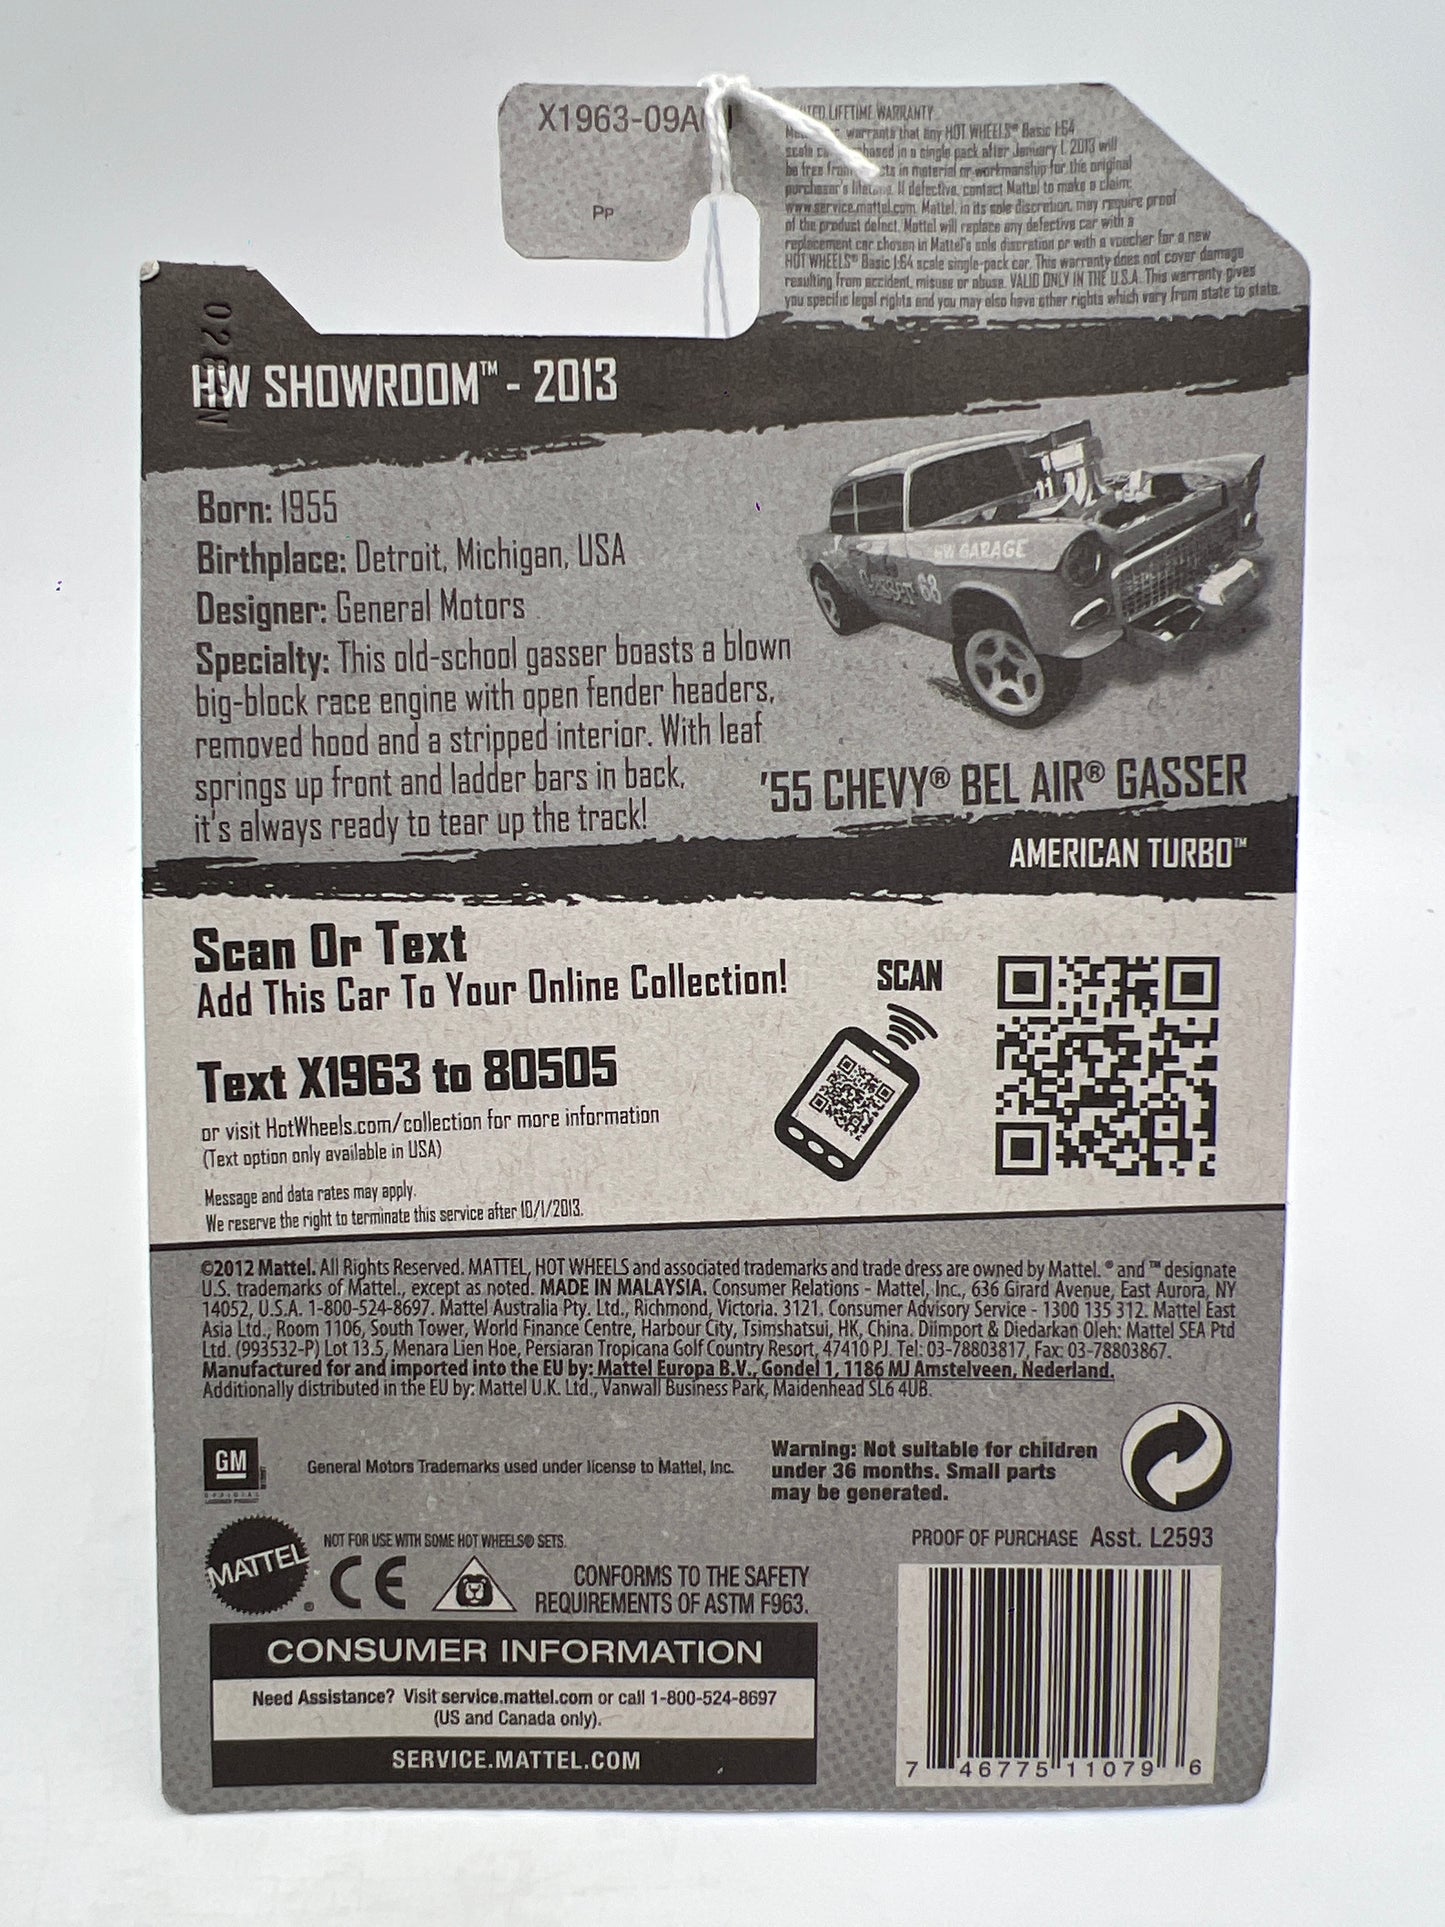 X1963-09A
Pp
LIFETIME WARRANTY
warrants that any HOT WHEELS® Basic 1:64
scale in a single pack after January 1, 2013 will
be free in material or workmanship for the original
purchaser's lifetime. If defective, contact Mattel to make a claim:
www.service.mattel.com. Mattel, in its sole discretion, may require proof
of the product defect. Mattel will replace any defective car with a
replacement car chosen in Mattel's sole discretion or with a voucher for a new
HOT WHEELS® Basic 1:64 scale single-pack car. This warranty does not cover damage
resulting from accident, misuse or abuse. VALID ONLY IN THE U.S.A. This warranty gives
you specific legal rights and you may also have other rights which vary from state to state.
HW SHOWROOM™ - 2013
Born: 1955
Birthplace: Detroit, Michigan, USA
Designer: General Motors
Specialty: This old-school gasser boasts a blown
big-block race engine with open fender headers,
removed hood and a stripped interior. With leaf
springs up front and ladder bars in back,
it's always ready to tear up the track!
HW GARAGE
68
'55 CHEVY® BEL AIR® GASSER
AMERICAN TURBO™
Scan Or Text
Add This Car To Your Online Collection!
SCAN
Text X1963 to 80505
or visit HotWheels.com/collection for more information
(Text option only available in USA)
Message and data rates may apply.
We reserve the right to terminate this service after 10/1/2013.
©2012 Mattel. All Rights Reserved. MATTEL, HOT WHEELS and associated trademarks and trade dress are owned by Mattel. ® and ™ designate
U.S. trademarks of Mattel., except as noted. MADE IN MALAYSIA. Consumer Relations - Mattel, Inc., 636 Girard Avenue, East Aurora, NY
14052, U.S.A. 1-800-524-8697. Mattel Australia Pty. Ltd., Richmond, Victoria. 3121. Consumer Advisory Service - 1300 135 312. Mattel East
Asia Ltd., Room 1106, South Tower, World Finance Centre, Harbour City, Tsimshatsui, HK, China. Diimport & Diedarkan Oleh: Mattel SEA Ptd
Ltd. (993532-P) Lot 13.5, Menara Lien Hoe, Persiaran Tropicana Golf Country Resort, 47410 PJ. Tel: 03-78803817, Fax: 03-78803867.
Manufactured for and imported into the EU by: Mattel Europa B.V., Gondel 1, 1186 MJ Amstelveen, Nederland.
Additionally distributed in the EU by: Mattel U.K. Ltd., Vanwall Business Park, Maidenhead SL6 4UB.
GM
General Motors Trademarks used under license to Mattel, Inc.
Warning: Not suitable for children
under 36 months. Small parts
may be generated.
MATTEL®
NOT FOR USE WITH SOME HOT WHEELS® SETS.
CE
CONFORMS TO THE SAFETY
REQUIREMENTS OF ASTM F963.
PROOF OF PURCHASE Asst. L2593
CONSUMER INFORMATION
Need Assistance? Visit service.mattel.com or call 1-800-524-8697
(US and Canada only).
SERVICE.MATTEL.COM
7 46775 11079 6